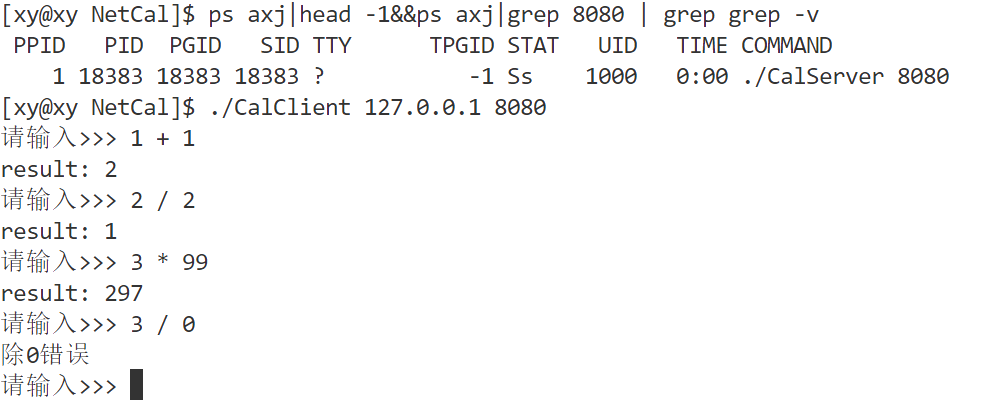 [xy@xy NetCal]$ ps axj|head -1&&ps axj|grep 8080 | grep grep -v
PPID PID PGID SID TTY TPGID STAT UID TIME COMMAND
1 18383 18383 18383 ? -1 Ss 1000 0:00 ./CalServer 8080
[xy@xy NetCal]$ ./CalClient 127.0.0.1 8080
请输入>>> 1 + 1
result: 2
请输入>>> 2 / 2
result: 1
请输入>>> 3 * 99
result: 297
请输入>>> 3 / 0
除0错误
请输入>>>